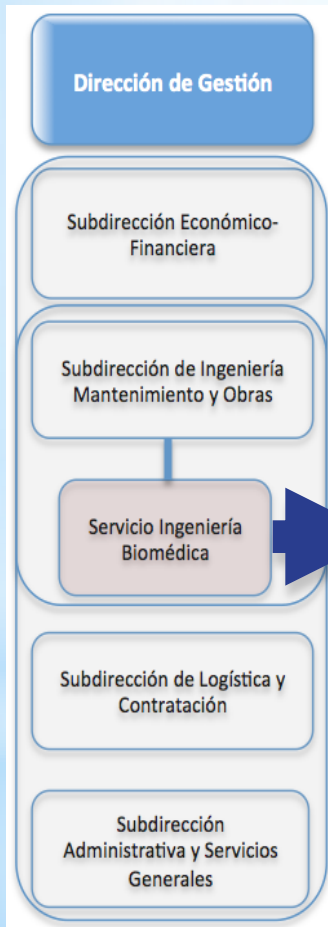 Dirección de Gestión
Subdirección Económico-
Financiera
Subdirección de Ingeniería
Mantenimiento y Obras
Servicio Ingeniería
Biomédica
Subdirección de Logística y
Contratación
Subdirección
Administrativa y Servicios
Generales